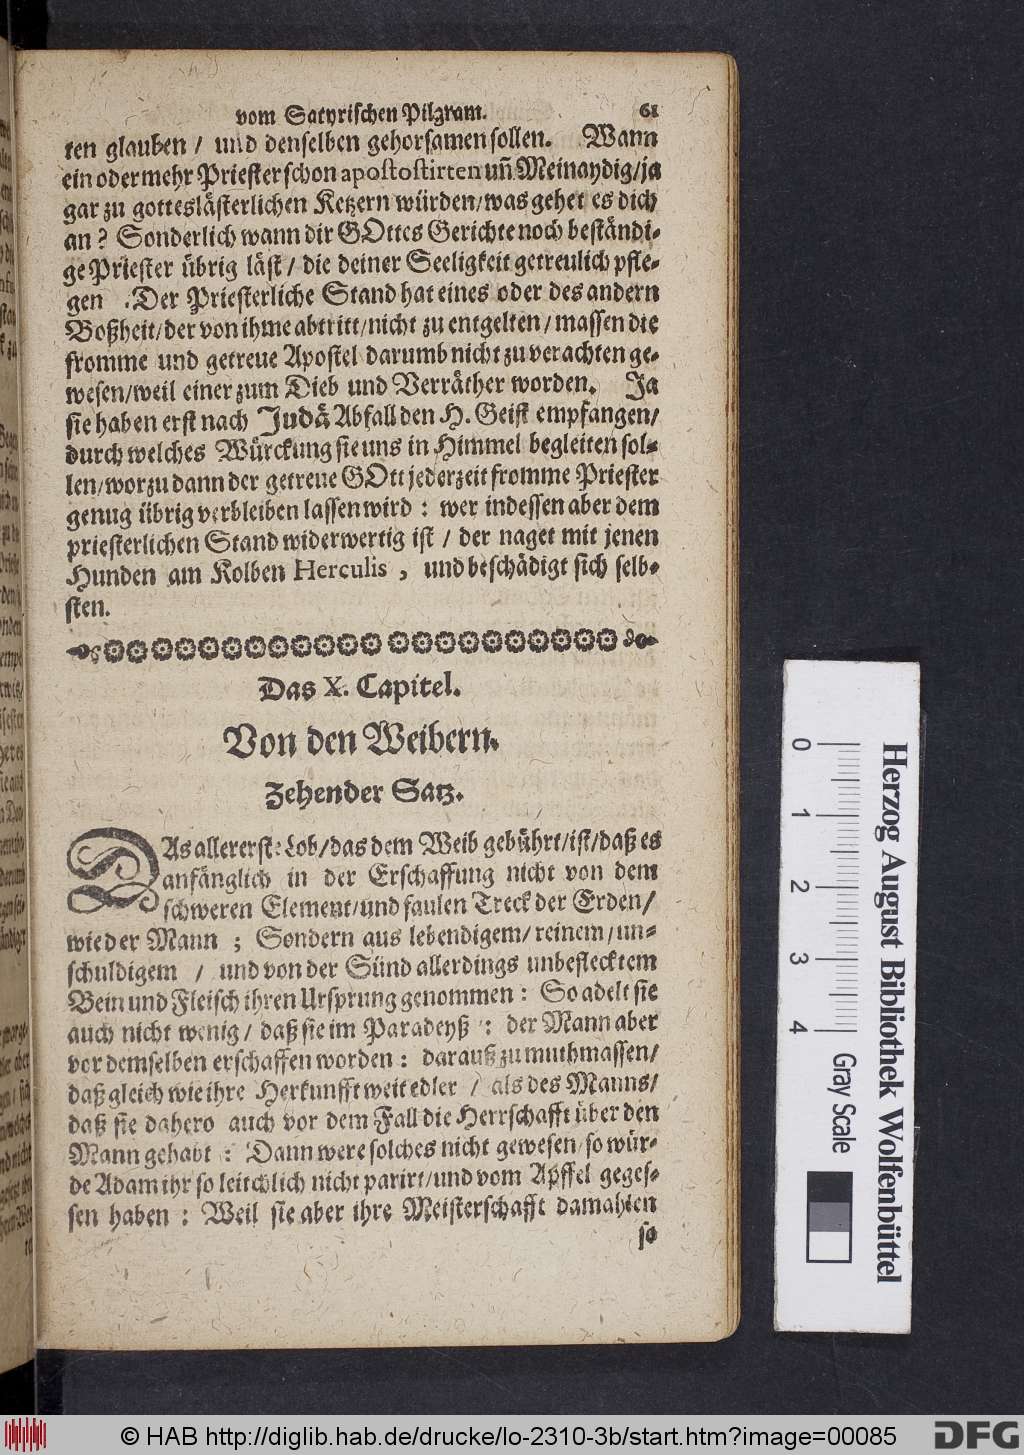 vom Satyrischen Pilgram. 61
ten glauben / und denselben gehorsamen sollen. Wann
ein oder mehr Priester schon apostostirten uñ Meinaydig/ja
gar zu gotteslästerlichen Ketzern würden/was gehet es dich
an? Sonderlich wann dir GOttes Gerichte noch beständi-
ge Priester übrig läst / die deiner Seeligkeit getreulich pfle-
gen . Der Priesterliche Stand hat eines oder des andern
Boßheit/der von ihme abtritt/nicht zu entgelten / massen die
fromme und getreue Apostel darumb nicht zu verachten ge-
wesen/weil einer zum Dieb und Verräther worden. Ja
sie haben erst nach Judä Abfall den H. Geist empfangen/
durch welches Würckung sie uns in Himmel begleiten sol-
len/worzu dann der getreue GOtt jederzeit fromme Priester
genug übrig verbleiben lassen wird : wer indessen aber dem
priesterlichen Stand widerwertig ist / der naget mit jenen
Hunden am Kolben Herculis , und beschädigt sich selb-
sten.
Das X. Capitel.
Von den Weibern.
Zehender Satz.
DAs allererste Lob/das dem Weib gebührt/ist/daß es
anfänglich in der Erschaffung nicht von dem
schweren Element/und faulen Treck der Erden/
wie der Mann ; Sondern aus lebendigem/reinem/un-
schuldigem / und von der Sünd allerdings unbeflecktem
Bein und Fleisch ihren Ursprung genommen : So adelt sie
auch nicht wenig / daß sie im Paradeyß : der Mann aber
vor demselben erschaffen worden : darauß zu muthmassen/
daß gleich wie ihre Herkunfft weit edler / als des Manns/
daß sie dahero auch vor dem Fall die Herrschafft über den
Mann gehabt : Dann were solches nicht gewesen/so wür-
de Adam ihr so leitchlich nicht parirt/und vom Apffel geges-
sen haben : Weil sie aber ihre Meisterschafft damahlen
so
0 1 2 3 4
Gray Scale
Herzog August Bibliothek Wolfenbüttel
© HAB http://diglib.hab.de/drucke/lo-2310-3b/start.htm?image=00085
DFG